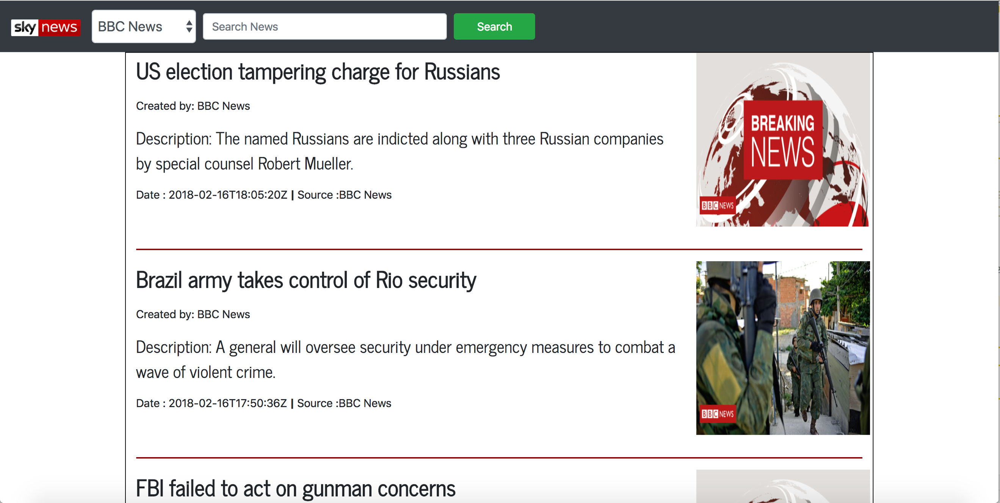 sky news
BBC News
Search News
Search
US election tampering charge for Russians
Created by: BBC News
Description: The named Russians are indicted along with three Russian companies
by special counsel Robert Mueller.
Date : 2018-02-16T18:05:20Z | Source :BBC News
BREAKING
NEWS
BBC NEWS
Brazil army takes control of Rio security
Created by: BBC News
Description: A general will oversee security under emergency measures to combat a
wave of violent crime.
Date : 2018-02-16T17:50:36Z | Source :BBC News
BBC NEWS
FBI failed to act on gunman concerns